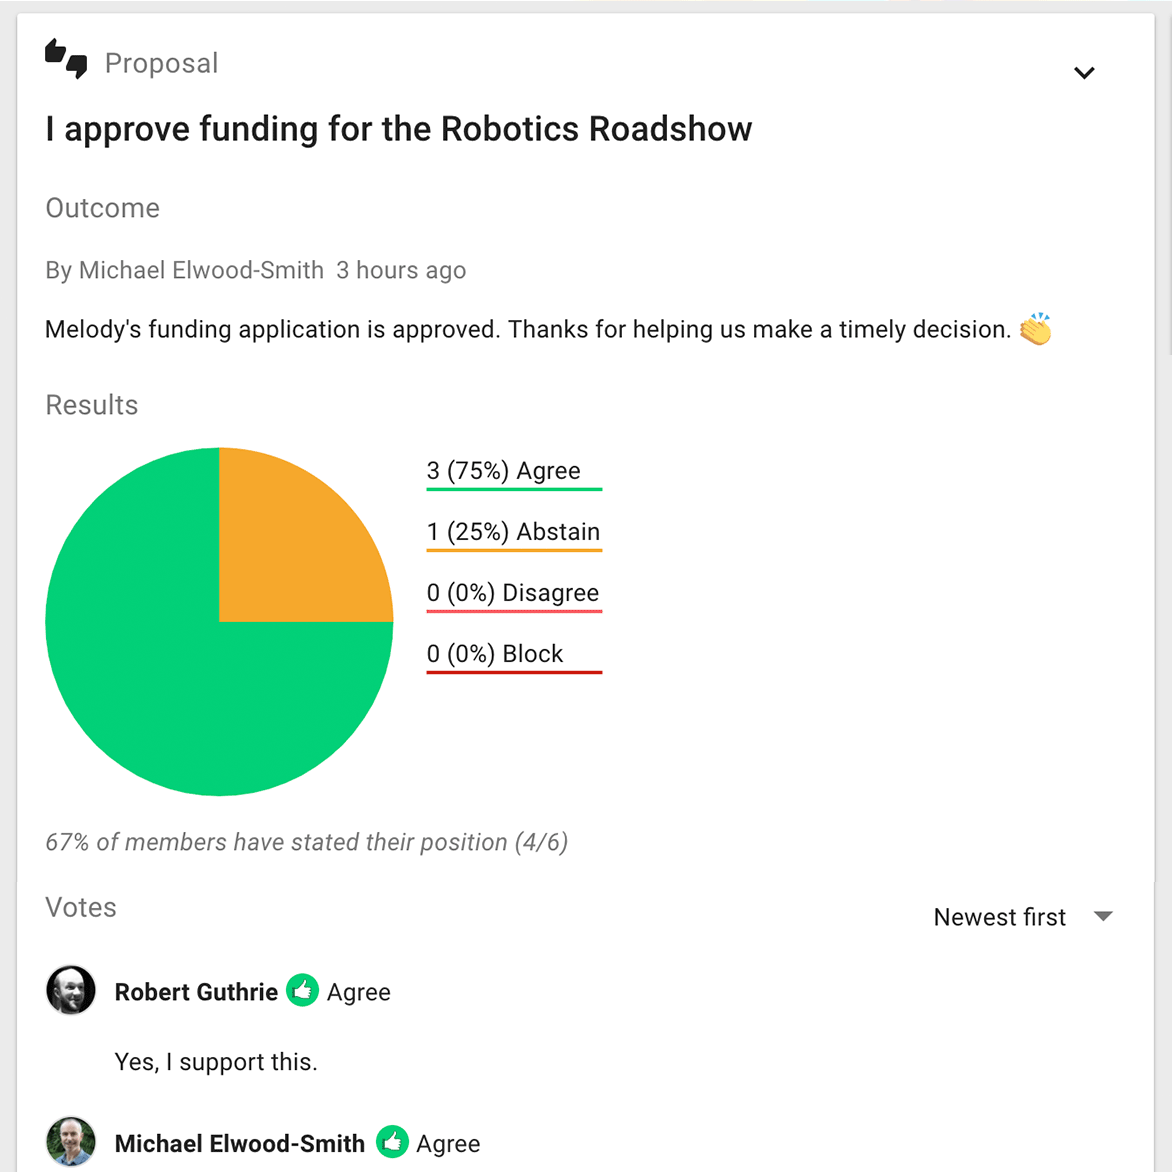 Proposal
I approve funding for the Robotics Roadshow
Outcome
By Michael Elwood-Smith 3 hours ago
Melody's funding application is approved. Thanks for helping us make a timely decision. 👏
Results
3 (75%) Agree
1 (25%) Abstain
0 (0%) Disagree
0 (0%) Block
67% of members have stated their position (4/6)
Votes
Newest first
Robert Guthrie Agree
Yes, I support this.
Michael Elwood-Smith Agree